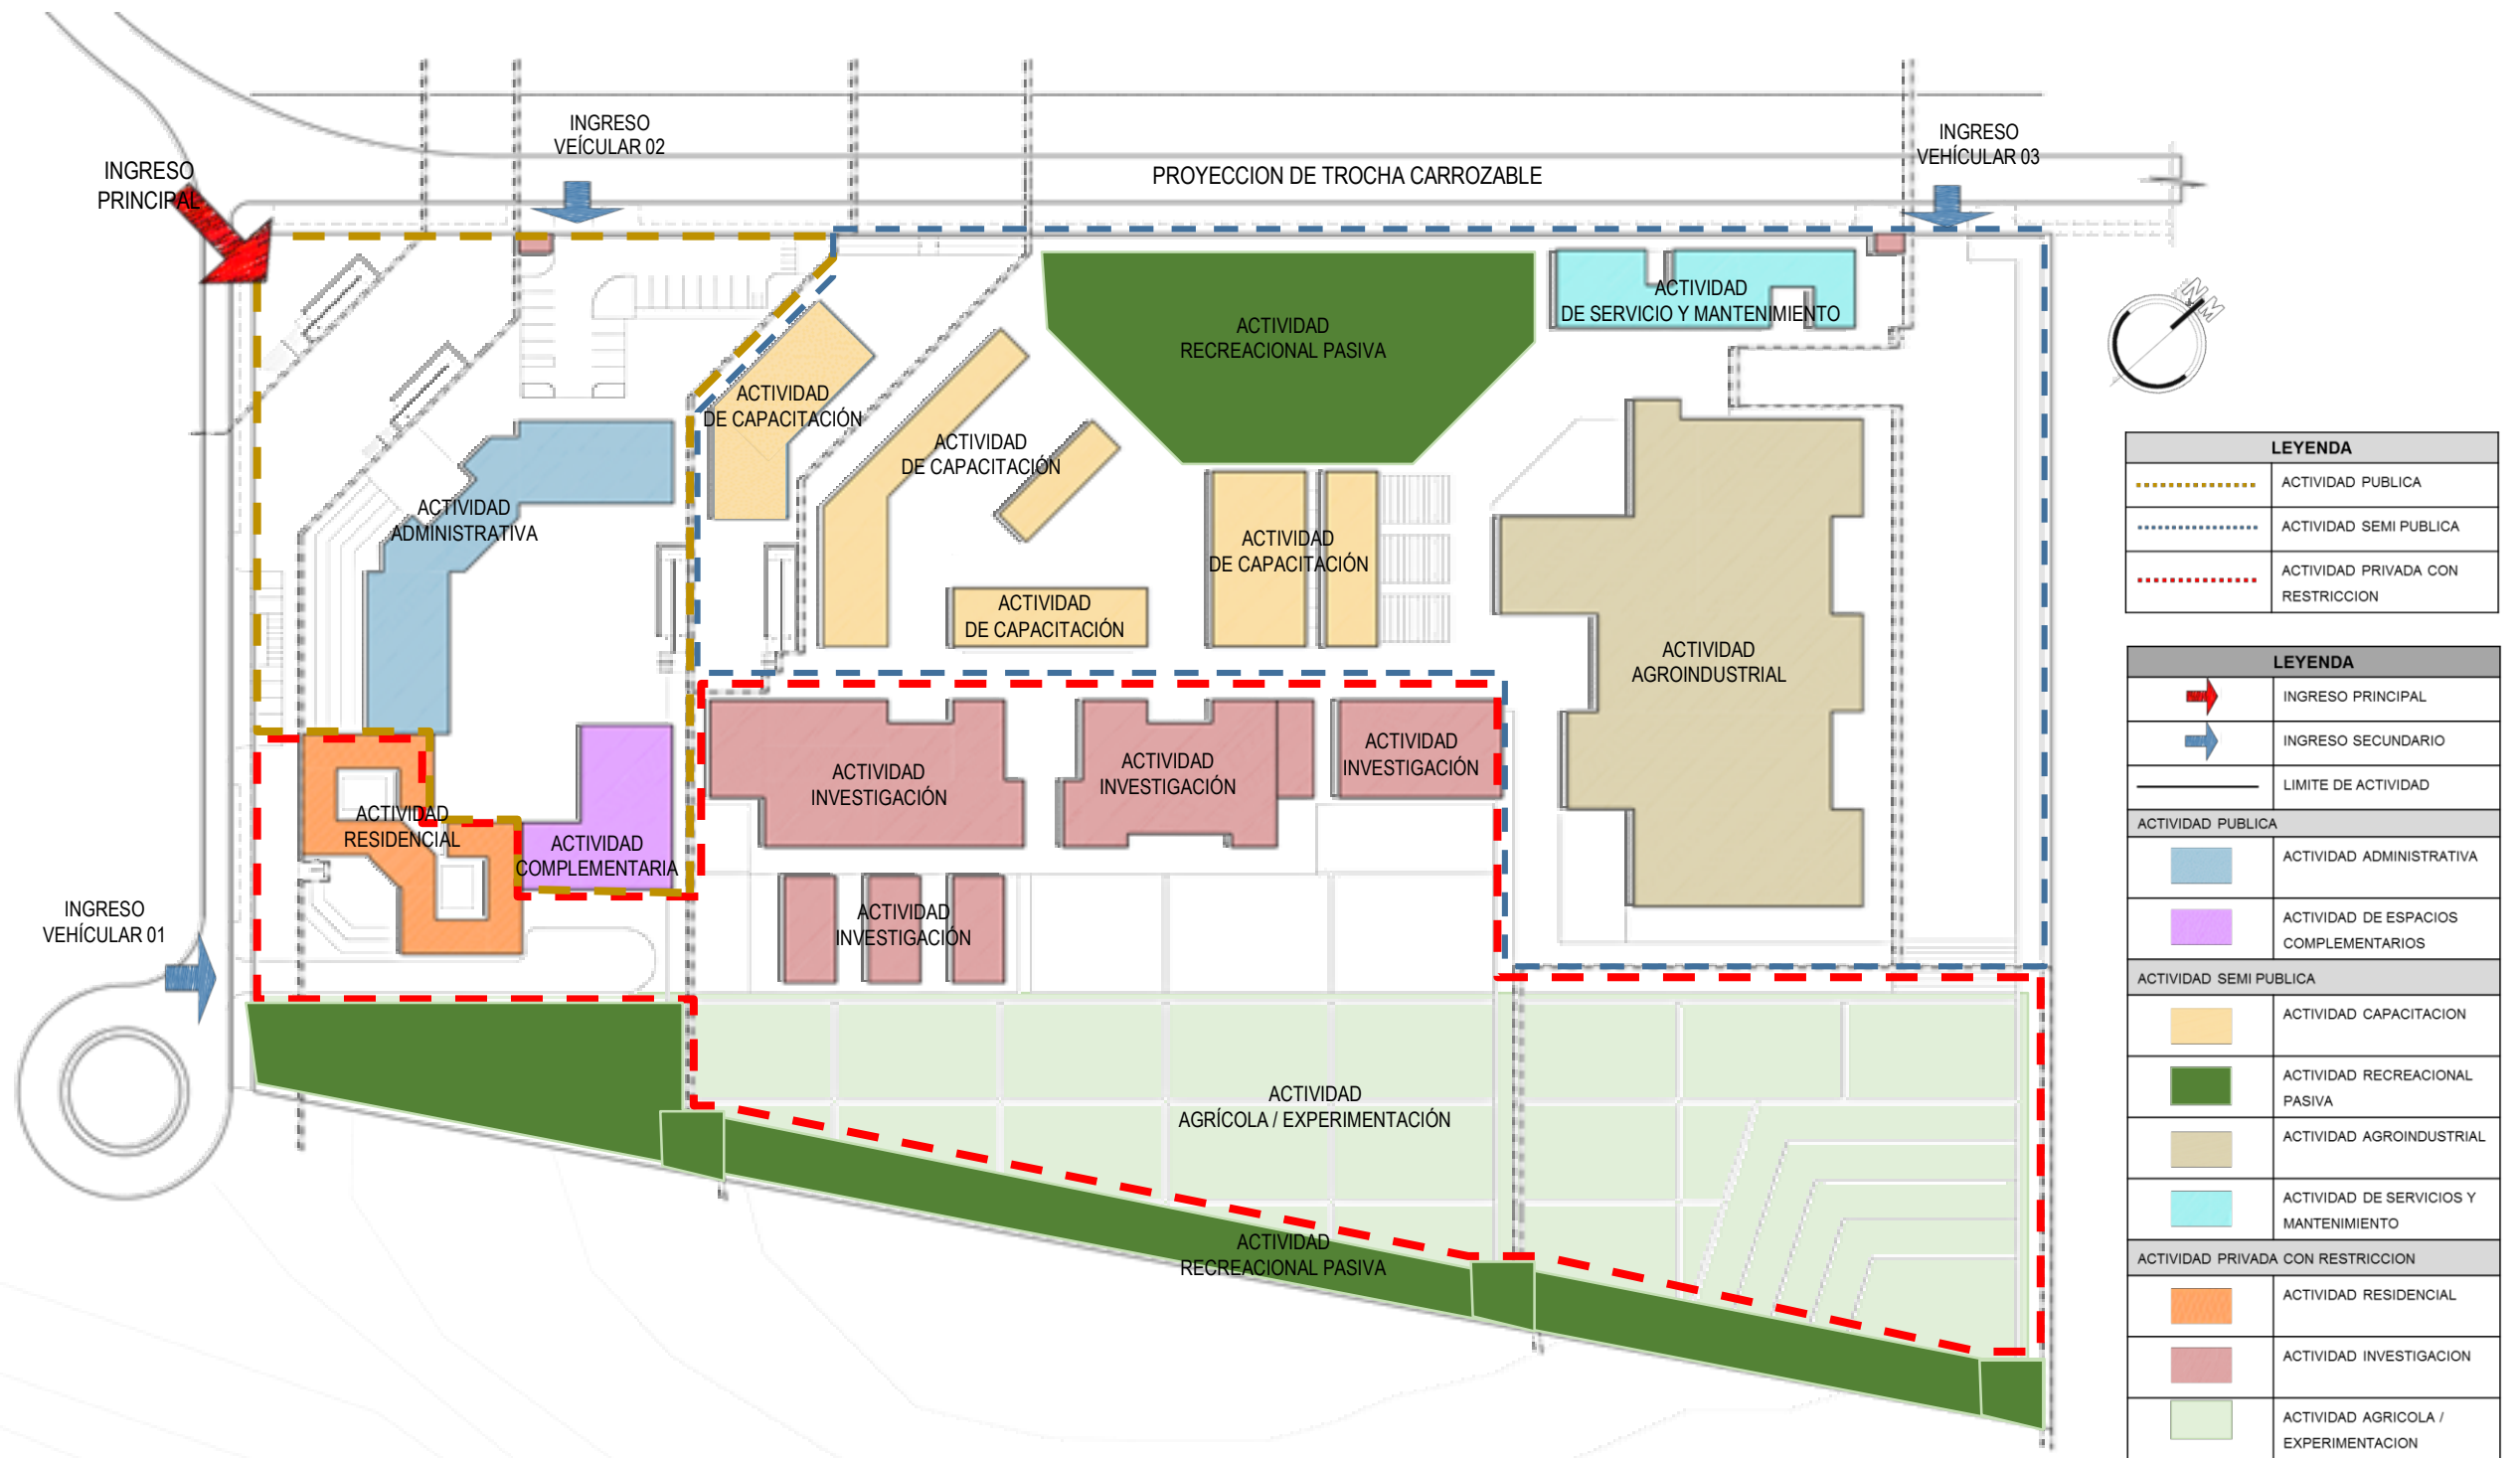 INGRESO
VEÍCULAR 02
INGRESO
VEHÍCULAR 03
INGRESO
PRINCIPAL
PROYECCION DE TROCHA CARROZABLE
ACTIVIDAD
DE SERVICIO Y MANTENIMIENTO
NM
ACTIVIDAD
RECREACIONAL PASIVA
ACTIVIDAD
DE CAPACITACIÓN
ACTIVIDAD
DE CAPACITACIÓN
ACTIVIDAD
ADMINISTRATIVA
ACTIVIDAD
DE CAPACITACIÓN
ACTIVIDAD
DE CAPACITACIÓN
ACTIVIDAD
AGROINDUSTRIAL
ACTIVIDAD
INVESTIGACIÓN
ACTIVIDAD
INVESTIGACIÓN
ACTIVIDAD
INVESTIGACIÓN
ACTIVIDAD
RESIDENCIAL
ACTIVIDAD
COMPLEMENTARIA
INGRESO
VEHÍCULAR 01
ACTIVIDAD
INVESTIGACIÓN
ACTIVIDAD
AGRÍCOLA / EXPERIMENTACIÓN
ACTIVIDAD
RECREACIONAL PASIVA
LEYENDA
ACTIVIDAD PUBLICA
ACTIVIDAD SEMI PUBLICA
ACTIVIDAD PRIVADA CON
RESTRICCION
LEYENDA
INGRESO PRINCIPAL
INGRESO SECUNDARIO
LIMITE DE ACTIVIDAD
ACTIVIDAD PUBLICA
ACTIVIDAD ADMINISTRATIVA
ACTIVIDAD DE ESPACIOS
COMPLEMENTARIOS
ACTIVIDAD SEMI PUBLICA
ACTIVIDAD CAPACITACION
ACTIVIDAD RECREACIONAL
PASIVA
ACTIVIDAD AGROINDUSTRIAL
ACTIVIDAD DE SERVICIOS Y
MANTENIMIENTO
ACTIVIDAD PRIVADA CON RESTRICCION
ACTIVIDAD RESIDENCIAL
ACTIVIDAD INVESTIGACION
ACTIVIDAD AGRICOLA /
EXPERIMENTACION